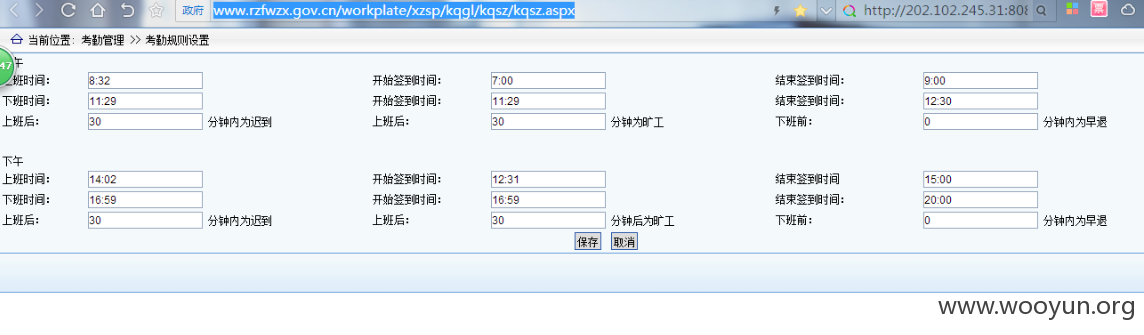 政府 www.rzfwzx.gov.cn/workplate/xzsp/kqgl/kqsz/kqsz.aspx http://202.102.245.31:808 票
当前位置：考勤管理 >> 考勤规则设置
47 午
上班时间： 8:32 开始签到时间： 7:00 结束签到时间： 9:00
下班时间： 11:29 开始签到时间： 11:29 结束签到时间： 12:30
上班后： 30 分钟内为迟到 上班后： 30 分钟为旷工 下班前： 0 分钟内为早退
下午
上班时间： 14:02 开始签到时间： 12:31 结束签到时间 15:00
下班时间： 16:59 开始签到时间： 16:59 结束签到时间： 20:00
上班后： 30 分钟内为迟到 上班后： 30 分钟后为旷工 下班前： 0 分钟内为早退
保存 取消
www.wooyun.org